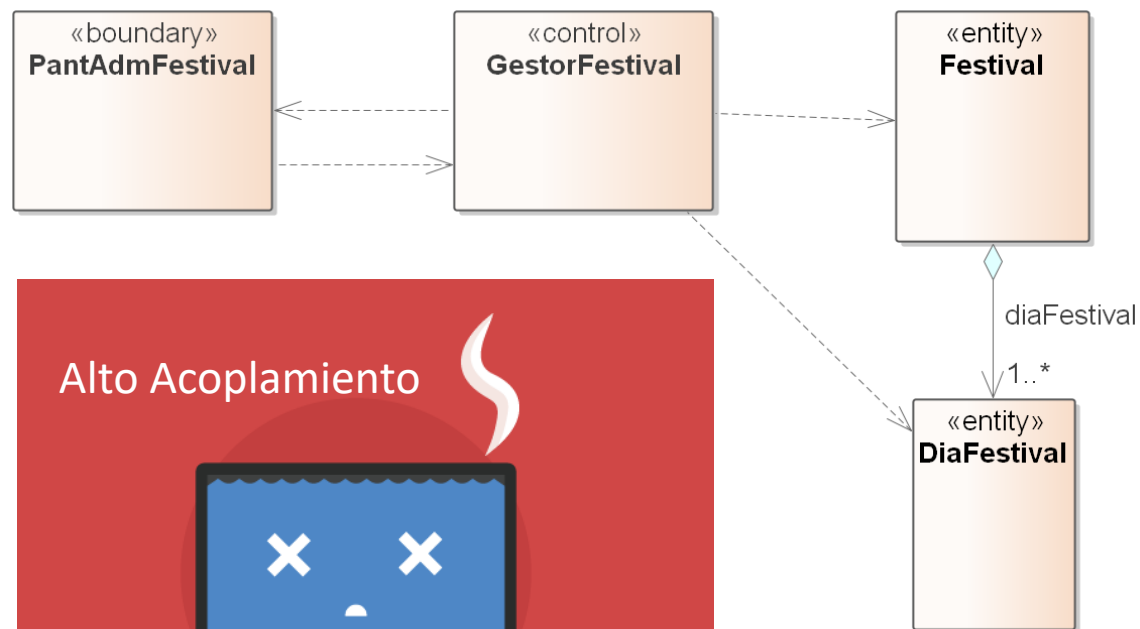 «boundary»
PantAdmFestival
«control»
GestorFestival
«entity»
Festival
diaFestival
1..*
«entity»
DiaFestival
Alto Acoplamiento